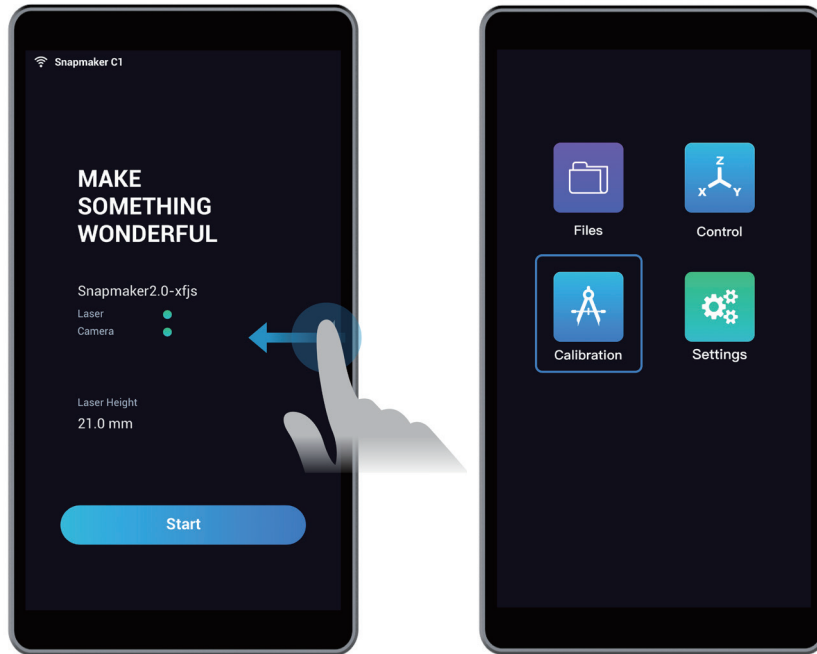 Snapmaker C1
MAKE
SOMETHING
WONDERFUL
Snapmaker2.0-xfjs
Laser
Camera
Laser Height
21.0 mm
Start
Z
X Y
Files
Control
Calibration
Settings